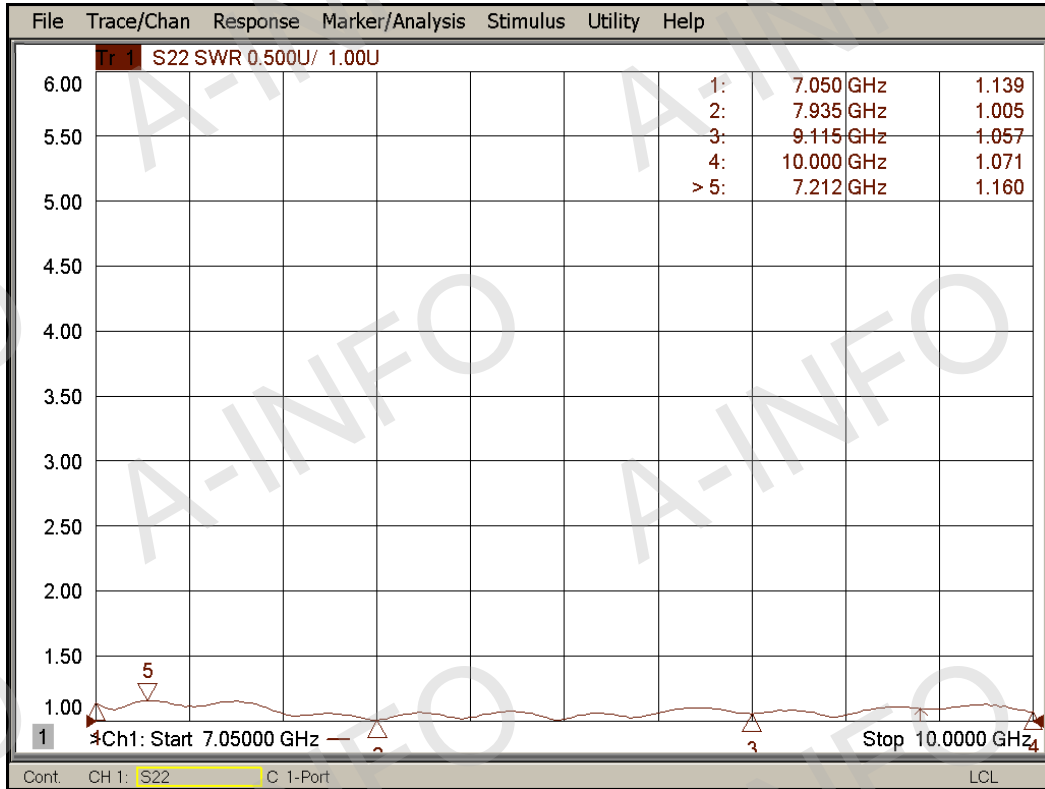 File Trace/Chan Response Marker/Analysis Stimulus Utility Help
Tr 1 S22 SWR 0.500U/ 1.00U
6.00
5.50
5.00
4.50
4.00
3.50
3.00
2.50
2.00
1.50
1.00
1: 7.050 GHz 1.139
2: 7.935 GHz 1.005
3: 9.115 GHz 1.057
4: 10.000 GHz 1.071
> 5: 7.212 GHz 1.160
5
3
4
1 >Ch1: Start 7.05000 GHz — Stop 10.0000 GHz
Cont. CH 1: S22 C 1-Port LCL
A-INFO
A-INFO
A-INFO
A-INFO